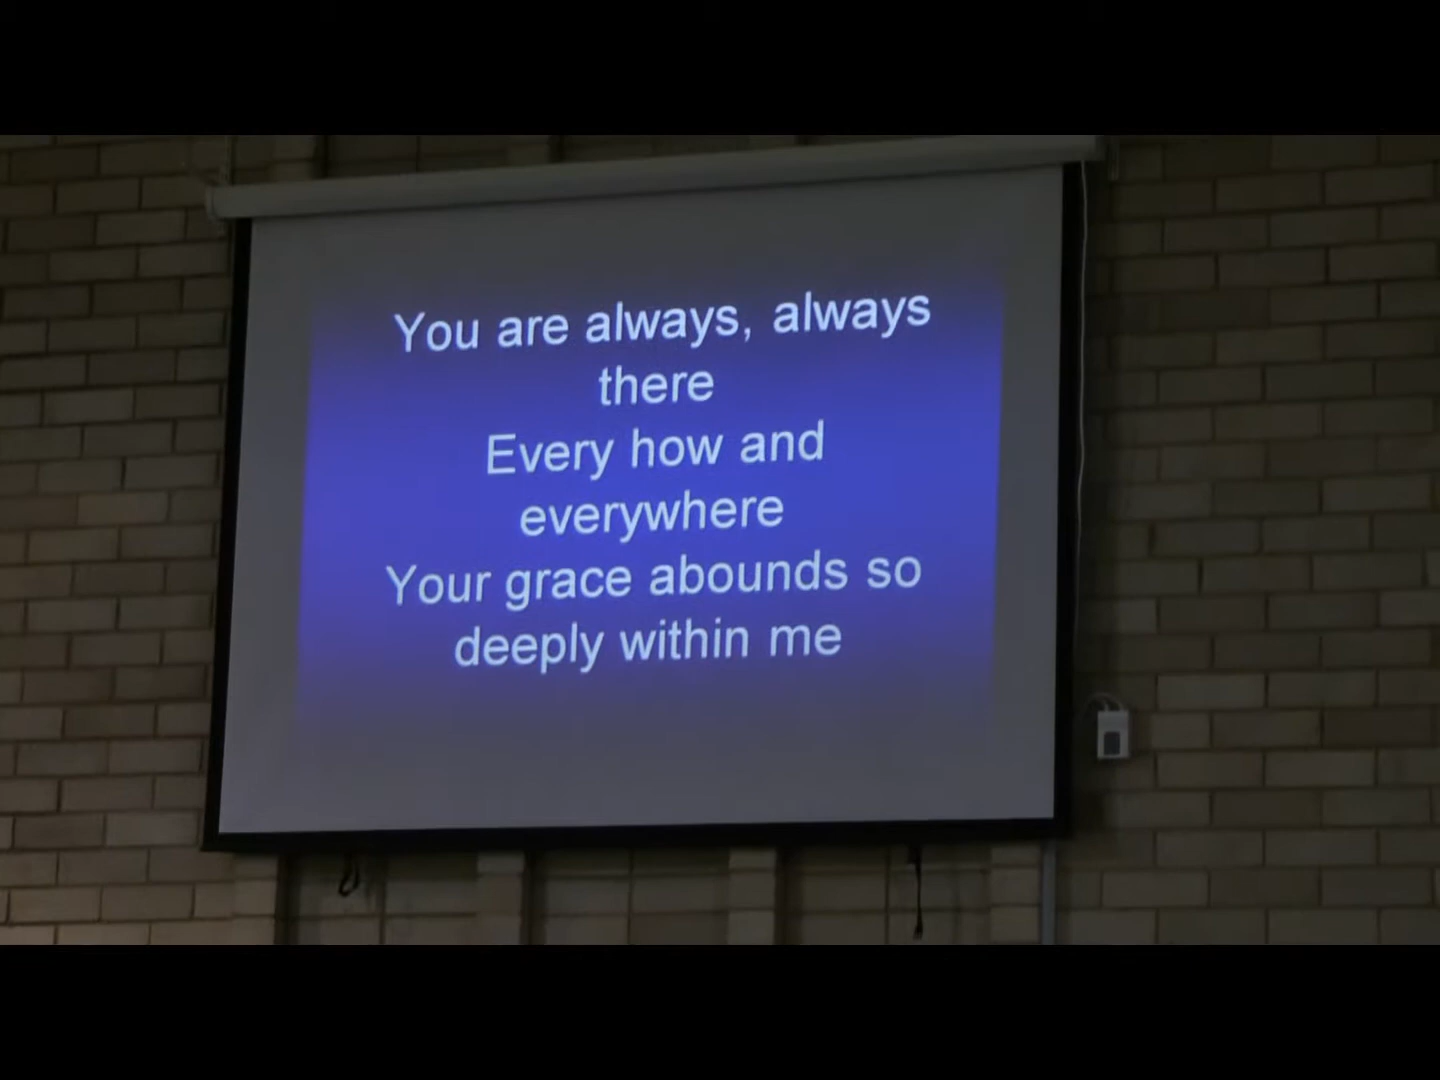 You are always, always
there
Every how and
everywhere
Your grace abounds so
deeply within me